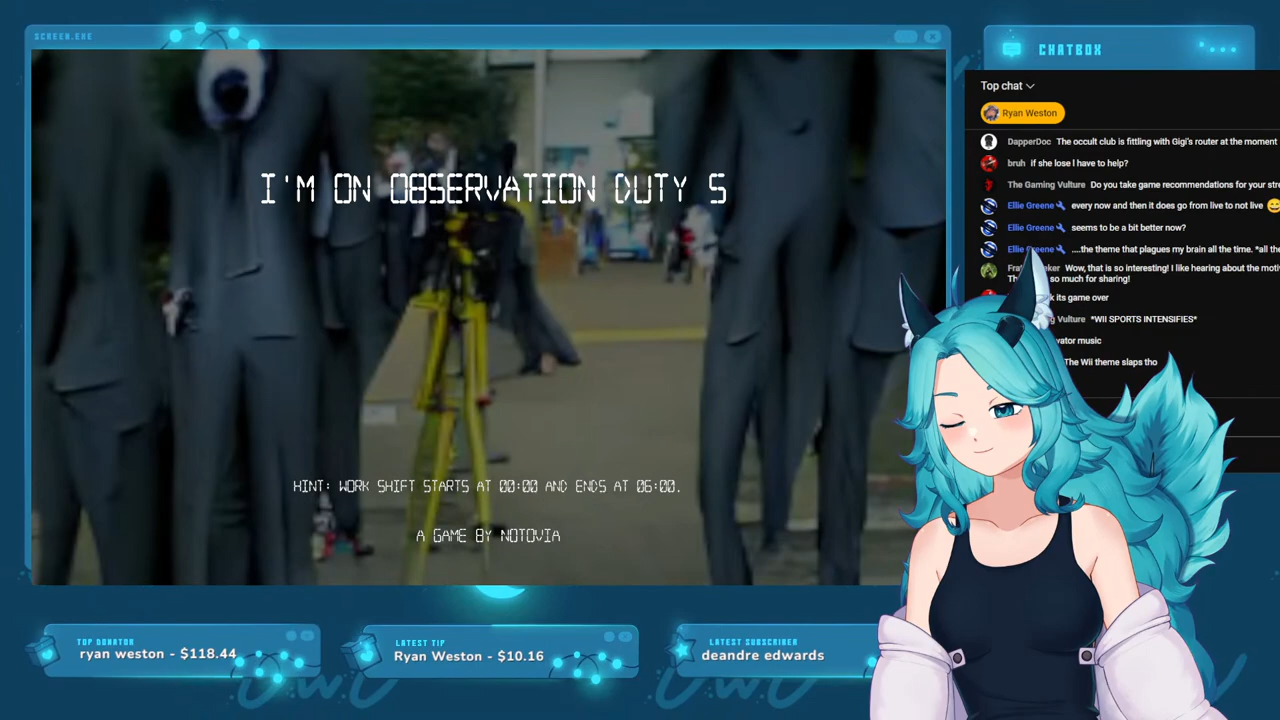 SCREEN.EXE
I'M ON OBSERVATION DUTY 5
HINT: WORK SHIFT STARTS AT 00:00 AND ENDS AT 06:00.
A GAME BY NOTOVIA
CHATBOX
Top chat
Ryan Weston
DapperDoc The occult club is fittling with Gigi's router at the moment
bruh if she lose I have to help?
The Gaming Vulture Do you take game recommendations for your
Ellie Greene every now and then it does go from live to not live
Ellie Greene seems to be a bit better now?
Ellie Greene ....the theme that plagues my brain all the time. *all
Wow, that is so interesting! I like hearing about the
so much for sharing!
its game over
Vulture *WII SPORTS INTENSIFIES*
music
The Wii theme slaps tho
TOP DONATOR
ryan weston - $118.44
LATEST TIP
Ryan Weston - $10.16
LATEST SUBSCRIBER
deandre edwards
UwU
UwU